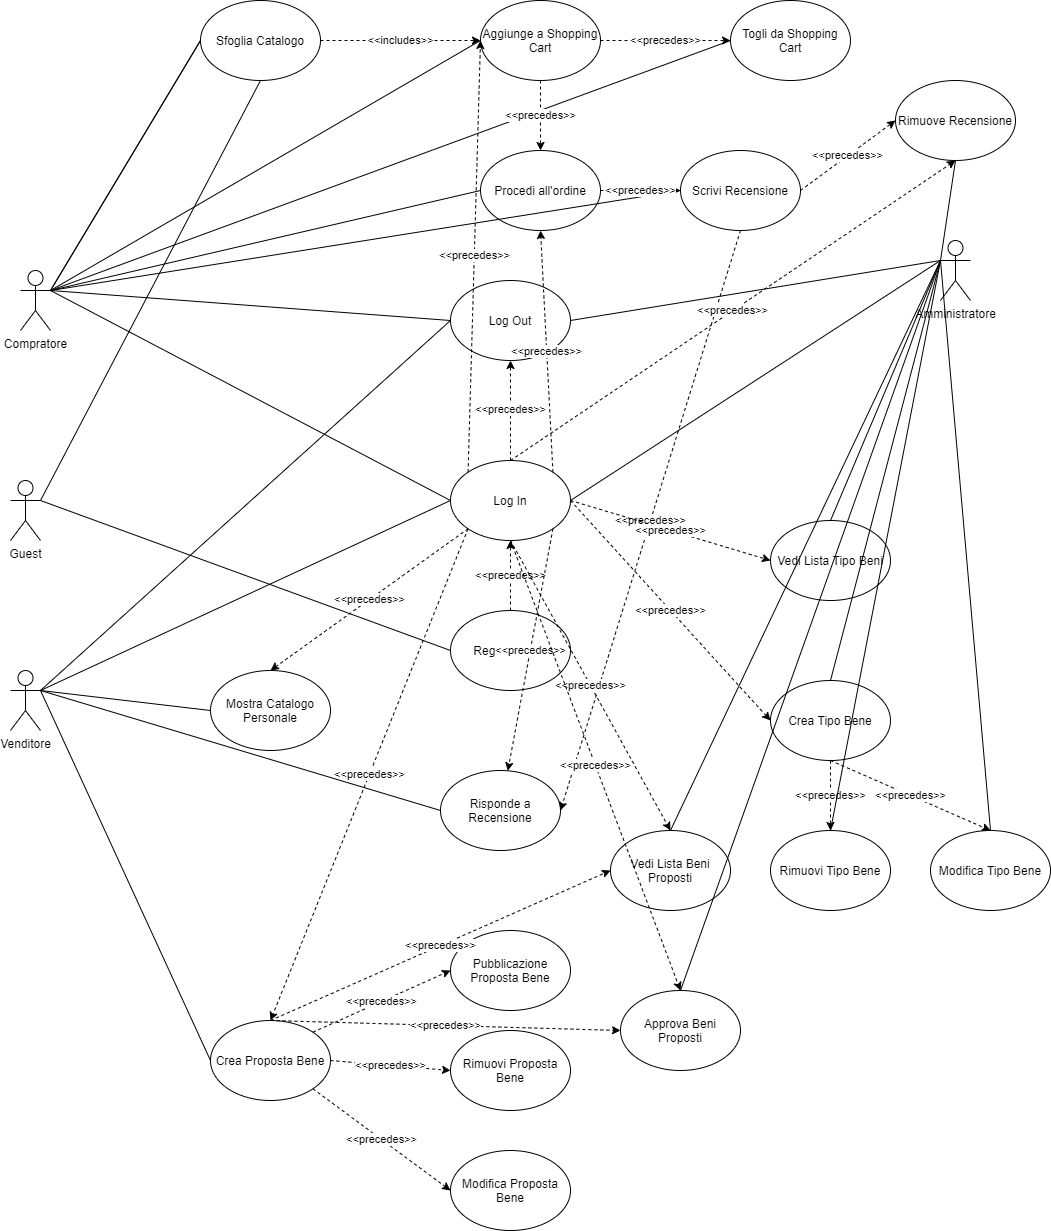 Sfoglia Catalogo
<<includes>>
Aggiunge a Shopping
Cart
<<precedes>>
Togli da Shopping
Cart
<<precedes>>
Rimuove Recensione
<<precedes>>
Procedi all'ordine
<<precedes>>
Scrivi Recensione
<<precedes>>
<<precedes>>
Amministratore
Log Out
Compratore
<<precedes>>
<<precedes>>
Log In
<<precedes>>
<<precedes>>
Guest
Vedi Lista Tipo Beni
<<precedes>>
<<precedes>>
<<precedes>>
Reg
<<precedes>>
<<precedes>>
Mostra Catalogo
Personale
Crea Tipo Bene
Venditore
<<precedes>>
<<precedes>>
<<precedes>>
<<precedes>>
Risponde a
Recensione
Vedi Lista Beni
Proposti
Rimuovi Tipo Bene
Modifica Tipo Bene
<<precedes>>
Pubblicazione
Proposta Bene
<<precedes>>
<<precedes>>
Approva Beni
Proposti
Crea Proposta Bene
<<precedes>>
Rimuovi Proposta
Bene
<<precedes>>
Modifica Proposta
Bene